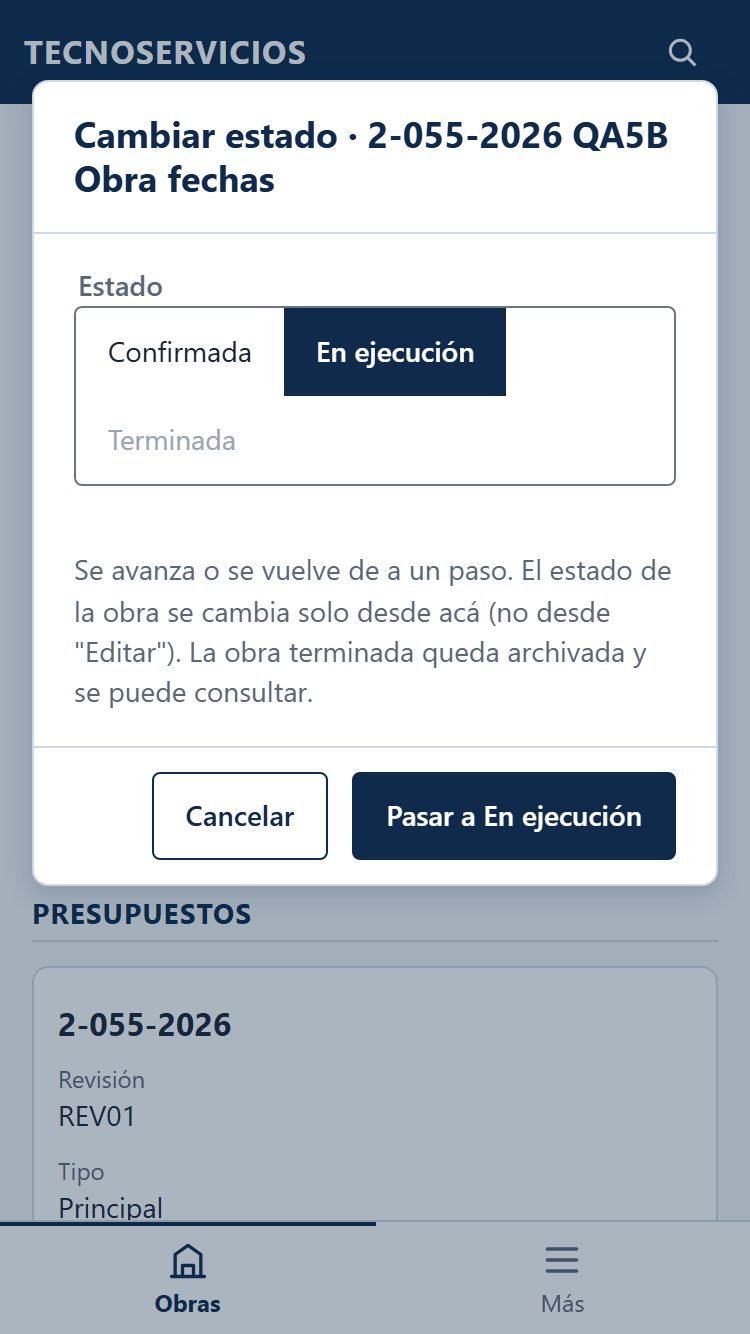 TECNOSERVICIOS
Cambiar estado · 2-055-2026 QA5B
Obra fechas
Estado
Confirmada
En ejecución
Terminada
Se avanza o se vuelve de a un paso. El estado de
la obra se cambia solo desde acá (no desde
"Editar"). La obra terminada queda archivada y
se puede consultar.
Cancelar
Pasar a En ejecución
PRESUPUESTOS
2-055-2026
Revisión
REV01
Tipo
Principal
Obras
Más